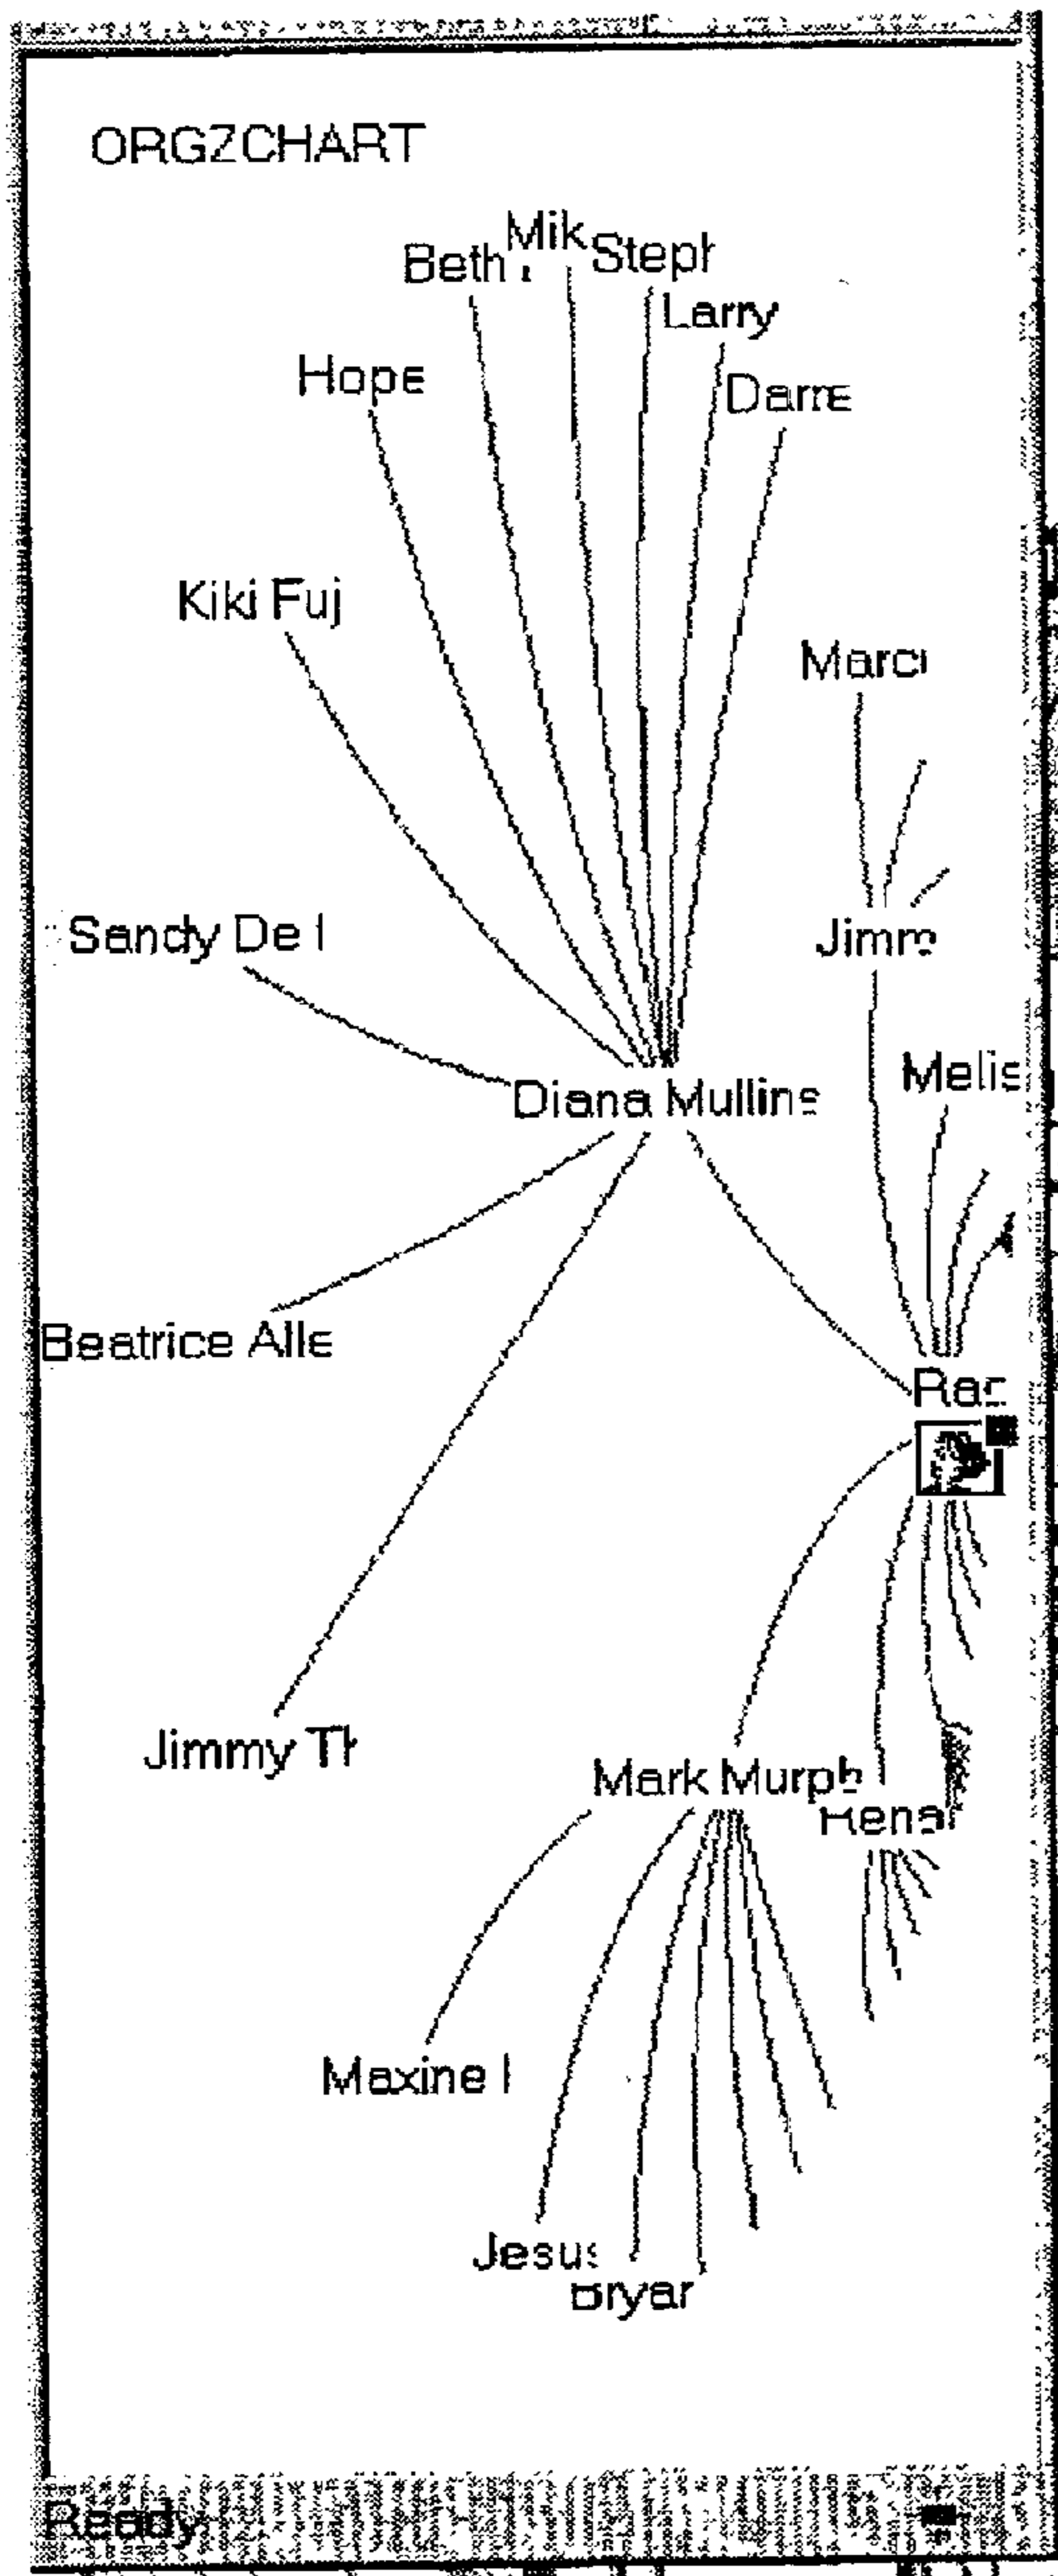 ORGZCHART
Mik
Beth
Steph
Larry
Hope
Darre
Kiki Fuj
Marci
Sandy De l
Jimm
Melis
Diana Mullins
Beatrice Alle
Rac
Jimmy Th
Mark Murph
Rena
Maxine l
Jesus
Bryar
Ready